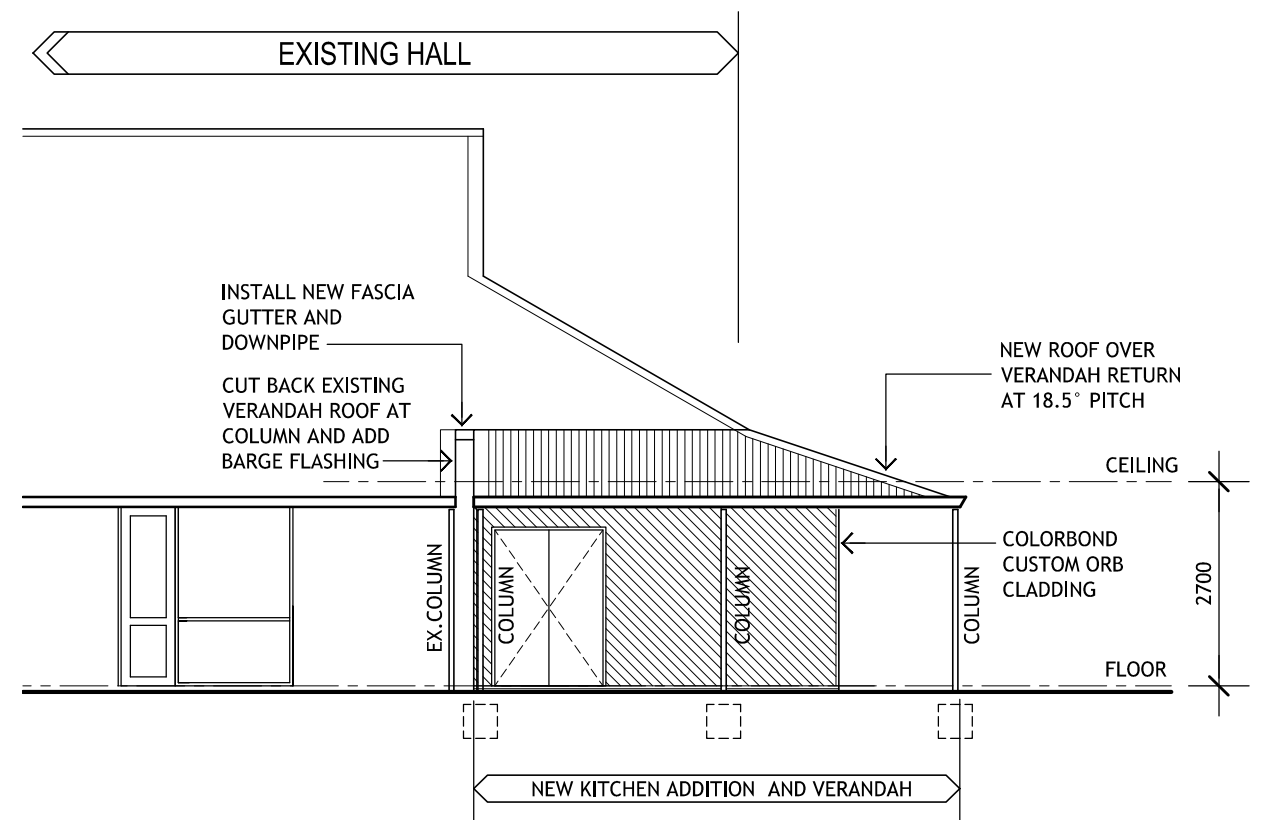 EXISTING HALL
INSTALL NEW FASCIA
GUTTER AND
DOWNPIPE
CUT BACK EXISTING
VERANDAH ROOF AT
COLUMN AND ADD
BARGE FLASHING
NEW ROOF OVER
VERANDAH RETURN
AT 18.5° PITCH
CEILING
COLORBOND
CUSTOM ORB
CLADDING
2700
EX.COLUMN
COLUMN
COLUMN
COLUMN
FLOOR
NEW KITCHEN ADDITION AND VERANDAH